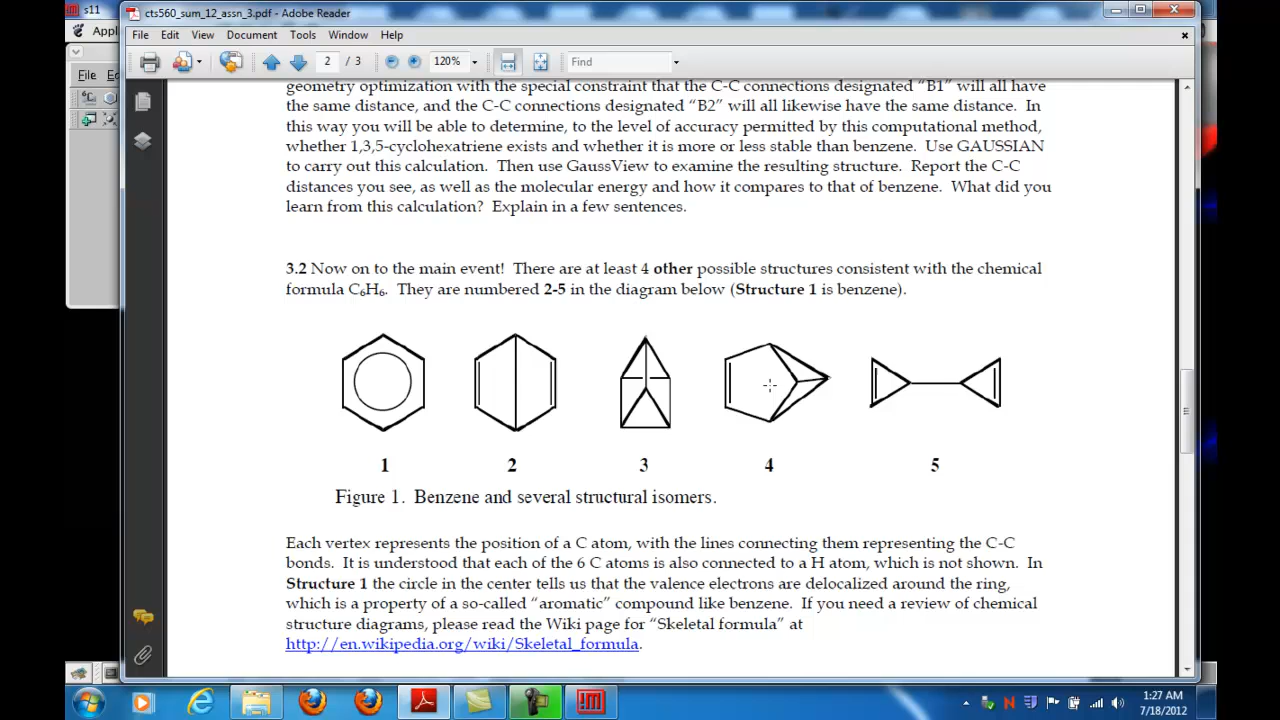 s11
cts560_sum_12_assn_3.pdf - Adobe Reader
Appl
File Edit View Document Tools Window Help
2 / 3 120% Find
File Ed
geometry optimization with the special constraint that the C-C connections designated “B1” will all have
the same distance, and the C-C connections designated “B2” will all likewise have the same distance. In
this way you will be able to determine, to the level of accuracy permitted by this computational method,
whether 1,3,5-cyclohexatriene exists and whether it is more or less stable than benzene. Use GAUSSIAN
to carry out this calculation. Then use GaussView to examine the resulting structure. Report the C-C
distances you see, as well as the molecular energy and how it compares to that of benzene. What did you
learn from this calculation? Explain in a few sentences.
3.2 Now on to the main event! There are at least 4 other possible structures consistent with the chemical
formula C6H6. They are numbered 2-5 in the diagram below (Structure 1 is benzene).
1 2 3 4 5
Figure 1. Benzene and several structural isomers.
Each vertex represents the position of a C atom, with the lines connecting them representing the C-C
bonds. It is understood that each of the 6 C atoms is also connected to a H atom, which is not shown. In
Structure 1 the circle in the center tells us that the valence electrons are delocalized around the ring,
which is a property of a so-called “aromatic” compound like benzene. If you need a review of chemical
structure diagrams, please read the Wiki page for “Skeletal formula” at
http://en.wikipedia.org/wiki/Skeletal_formula.
1:27 AM
7/18/2012